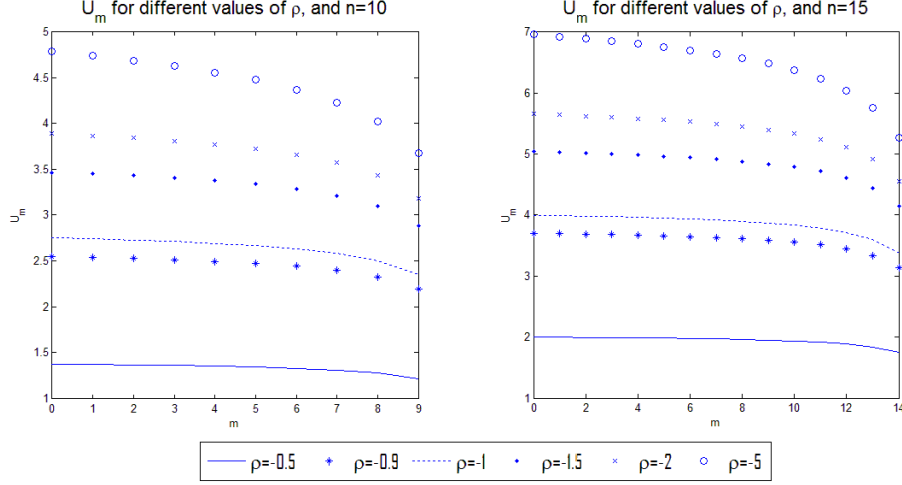 U_m for different values of ρ, and n=10
U_m for different values of ρ, and n=15
5
4.5
4
3.5
3
2.5
2
1.5
1
U_m
0 1 2 3 4 5 6 7 8 9
m
7
6
5
4
3
2
1
U_m
0 2 4 6 8 10 12 14
m
ρ=-0.5 ρ=-0.9 ρ=-1 ρ=-1.5 ρ=-2 ρ=-5